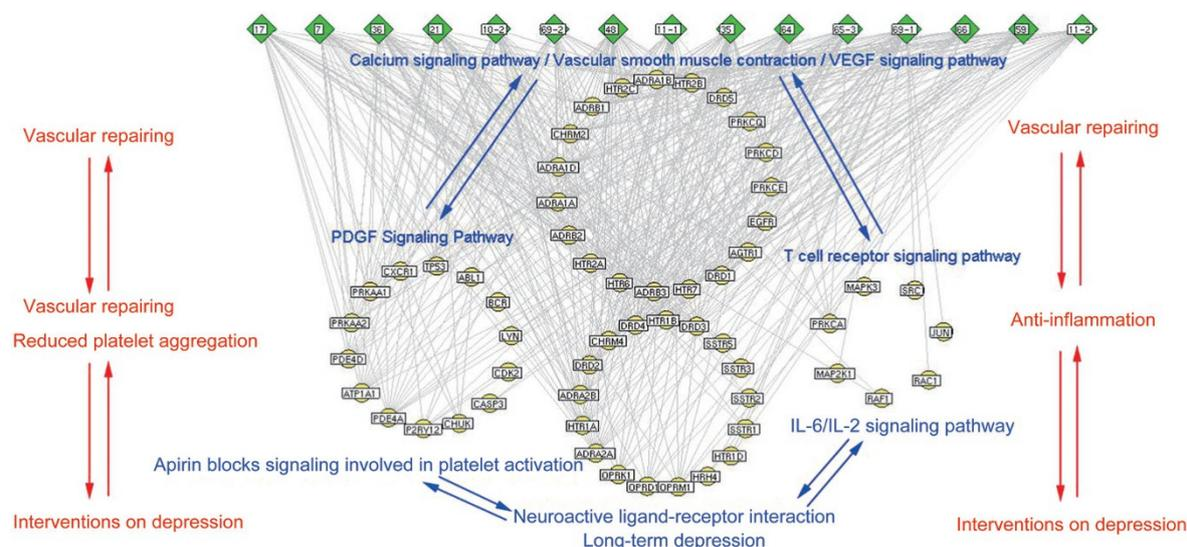 17 7 36 21 10-2 69-2 48 11-1 35 64 65-3 69-1 66 59 11-2
Calcium signaling pathway / Vascular smooth muscle contraction / VEGF signaling pathway
ADRA1B
HTR2C HTR2B
DRD5
ADRB1
PRKCQ
CHRM2
PRKCD
ADRA1D
PRKCE
ADRA1A
EGFR
ADRB2
AGTR1
HTR2A
DRD1
HTR6
ADRB3 HTR7
Vascular repairing
Vascular repairing
Reduced platelet aggregation
Interventions on depression
PDGF Signaling Pathway
CXCR1 TP53 ABL1
PRKAA1
BCR
PRKAA2
LYN
PDE4D
CDK2
ATP1A1
CASP3
PDE4A
P2RY12 CHUK
Apirin blocks signaling involved in platelet activation
HTR1B
DRD4 DRD3
CHRM4 SSTR5
DRD2 SSTR3
ADRA2B SSTR2
HTR1A SSTR1
ADRA2A HTR1D
OPRK1 HRH4
OPRD1 OPRM1
Neuroactive ligand-receptor interaction
Long-term depression
T cell receptor signaling pathway
MAPK3 SRC
PRKCA
JUN
MAP2K1
RAC1
RAF1
IL-6/IL-2 signaling pathway
Vascular repairing
Anti-inflammation
Interventions on depression